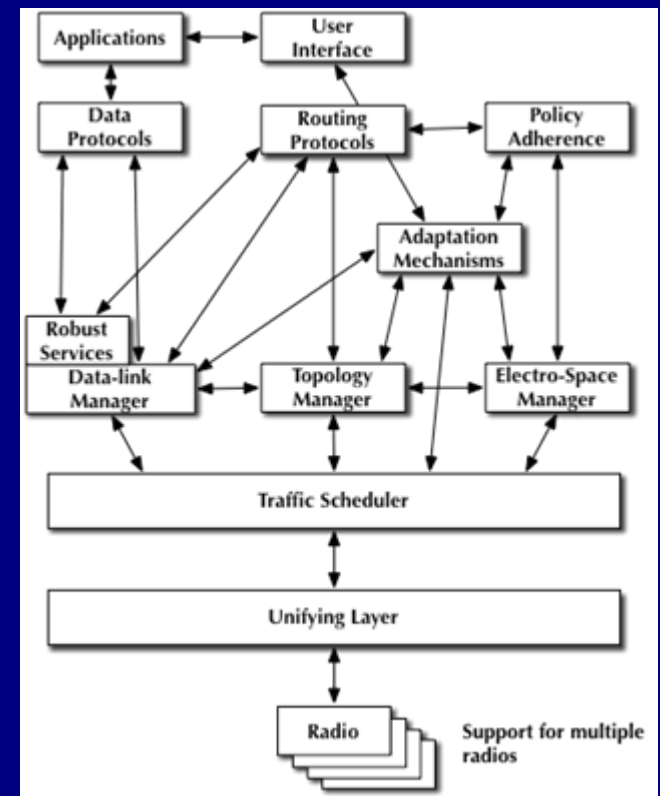 Applications
User
Interface
Data
Protocols
Routing
Protocols
Policy
Adherence
Adaptation
Mechanisms
Robust
Services
Data-link
Manager
Topology
Manager
Electro-Space
Manager
Traffic Scheduler
Unifying Layer
Radio
Support for multiple
radios